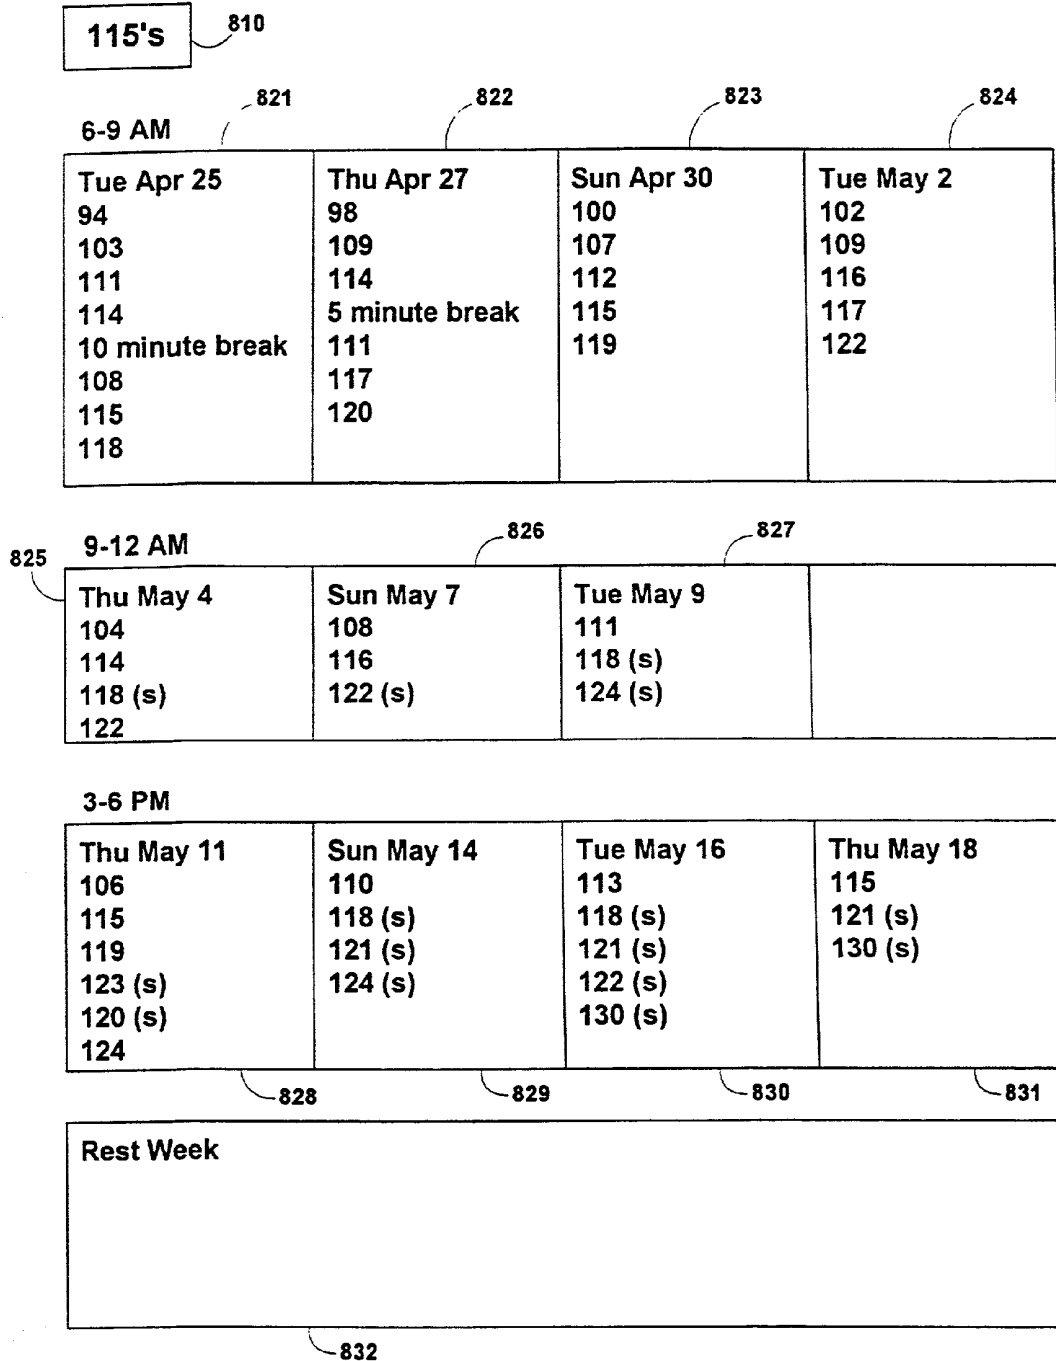 115's
810
821
822
823
824
6-9 AM
Tue Apr 25
94
103
111
114
10 minute break
108
115
118
Thu Apr 27
98
109
114
5 minute break
111
117
120
Sun Apr 30
100
107
112
115
119
Tue May 2
102
109
116
117
122
825
9-12 AM
826
827
Thu May 4
104
114
118 (s)
122
Sun May 7
108
116
122 (s)
Tue May 9
111
118 (s)
124 (s)
3-6 PM
Thu May 11
106
115
119
123 (s)
120 (s)
124
Sun May 14
110
118 (s)
121 (s)
124 (s)
Tue May 16
113
118 (s)
121 (s)
122 (s)
130 (s)
Thu May 18
115
121 (s)
130 (s)
828
829
830
831
Rest Week
832